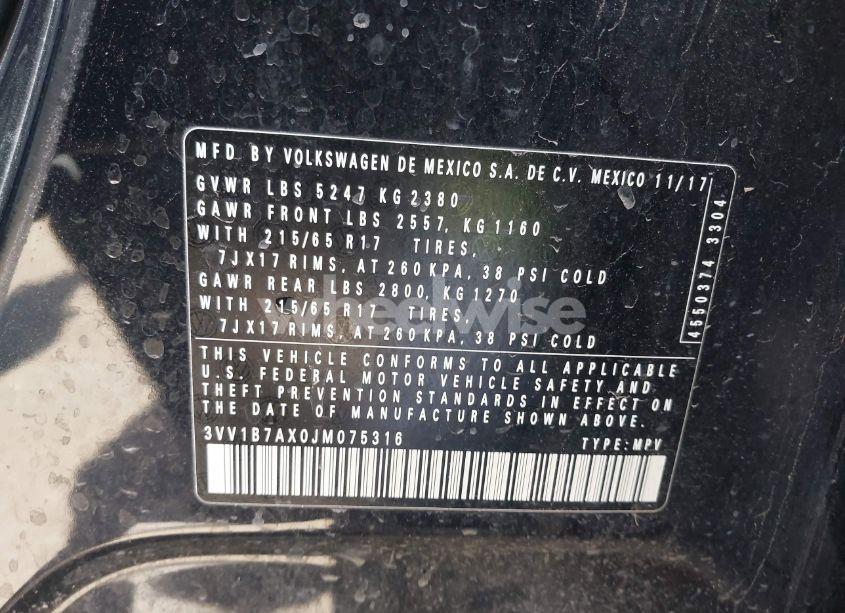 MFD. BY VOLKSWAGEN DE MEXICO S.A. DE C.V. MEXICO 11/17
GVWR LBS 5247 KG 2380
GAWR FRONT LBS 2557, KG 1160
WITH 215/65 R17 TIRES,
7JX17 RIMS, AT 260 KPA, 38 PSI COLD
GAWR REAR LBS 2800, KG 1270
WITH 215/65 R17 TIRES,
7JX17 RIMS, AT 260 KPA, 38 PSI COLD
4550374 3304
wheelwise
THIS VEHICLE CONFORMS TO ALL APPLICABLE
U.S. FEDERAL MOTOR VEHICLE SAFETY AND
THEFT PREVENTION STANDARDS IN EFFECT ON
THE DATE OF MANUFACTURE SHOWN ABOVE.
3VV1B7AX0JM075316 TYPE: MPV